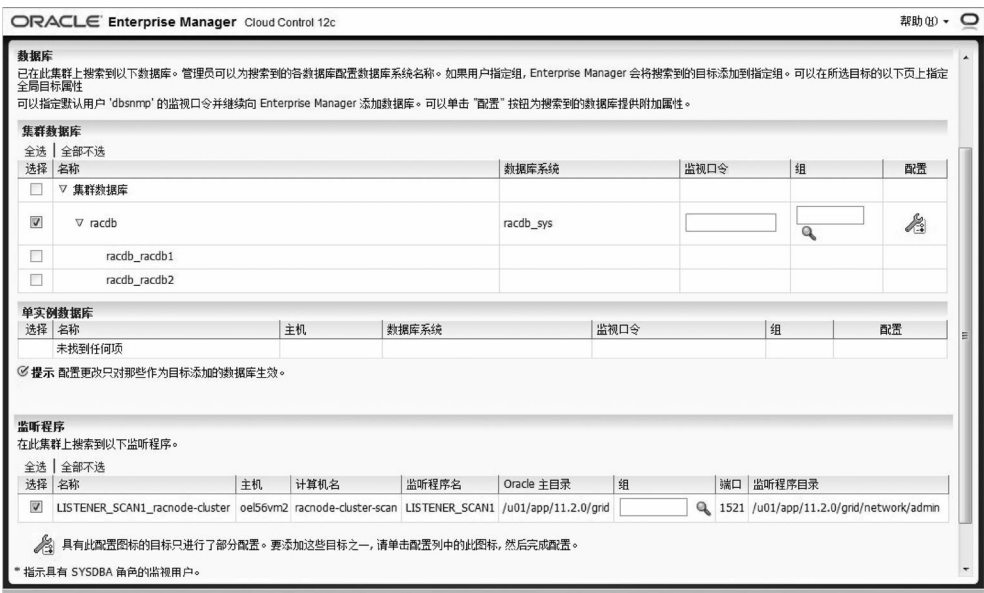 ORACLE Enterprise Manager Cloud Control 12c
帮助(H)
数据库
已在此集群上搜索到以下数据库。管理员可以为搜索到的各数据库配置数据库系统名称。如果用户指定组, Enterprise Manager 会将搜索到的目标添加到指定组。可以在所选目标的以下页上指定
全局目标属性
可以指定默认用户 'dbsnmp' 的监视口令并继续向 Enterprise Manager 添加数据库。可以单击 "配置" 按钮为搜索到的数据库提供附加属性。
集群数据库
全选 | 全部不选
选择 名称 数据库系统 监视口令 组 配置
集群数据库
racdb racdb_sys
racdb_racdb1
racdb_racdb2
单实例数据库
选择 名称 主机 数据库系统 监视口令 组 配置
未找到任何项
提示 配置更改只对那些作为目标添加的数据库生效。
监听程序
在此集群上搜索到以下监听程序。
全选 | 全部不选
选择 名称 主机 计算机名 监听程序名 Oracle 主目录 组 端口 监听程序目录
LISTENER_SCAN1_racnode-cluster oel56vm2 racnode-cluster-scan LISTENER_SCAN1 /u01/app/11.2.0/grid 1521 /u01/app/11.2.0/grid/network/admin
具有此配置图标的目标只进行了部分配置。要添加这些目标之一, 请单击配置列中的此图标, 然后完成配置。
* 指示具有 SYSDBA 角色的监视用户。